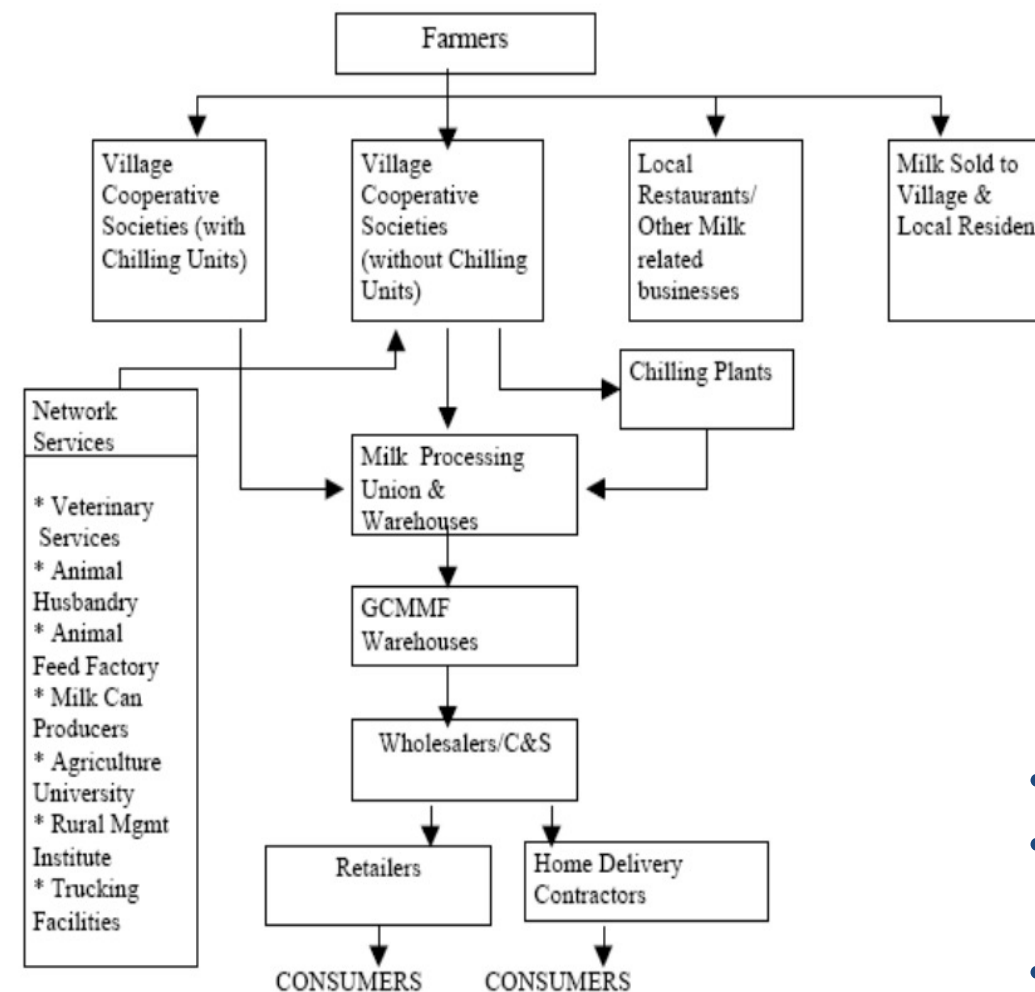 Farmers
Village
Cooperative
Societies (with
Chilling Units)
Village
Cooperative
Societies
(without Chilling
Units)
Local
Restaurants/
Other Milk
related
businesses
Milk Sold to
Village &
Local Residen
Chilling Plants
Network
Services
* Veterinary
Services
* Animal
Husbandry
* Animal
Feed Factory
* Milk Can
Producers
* Agriculture
University
* Rural Mgmt
Institute
* Trucking
Facilities
Milk Processing
Union &
Warehouses
GCMMF
Warehouses
Wholesalers/C&S
Retailers
Home Delivery
Contractors
CONSUMERS
CONSUMERS